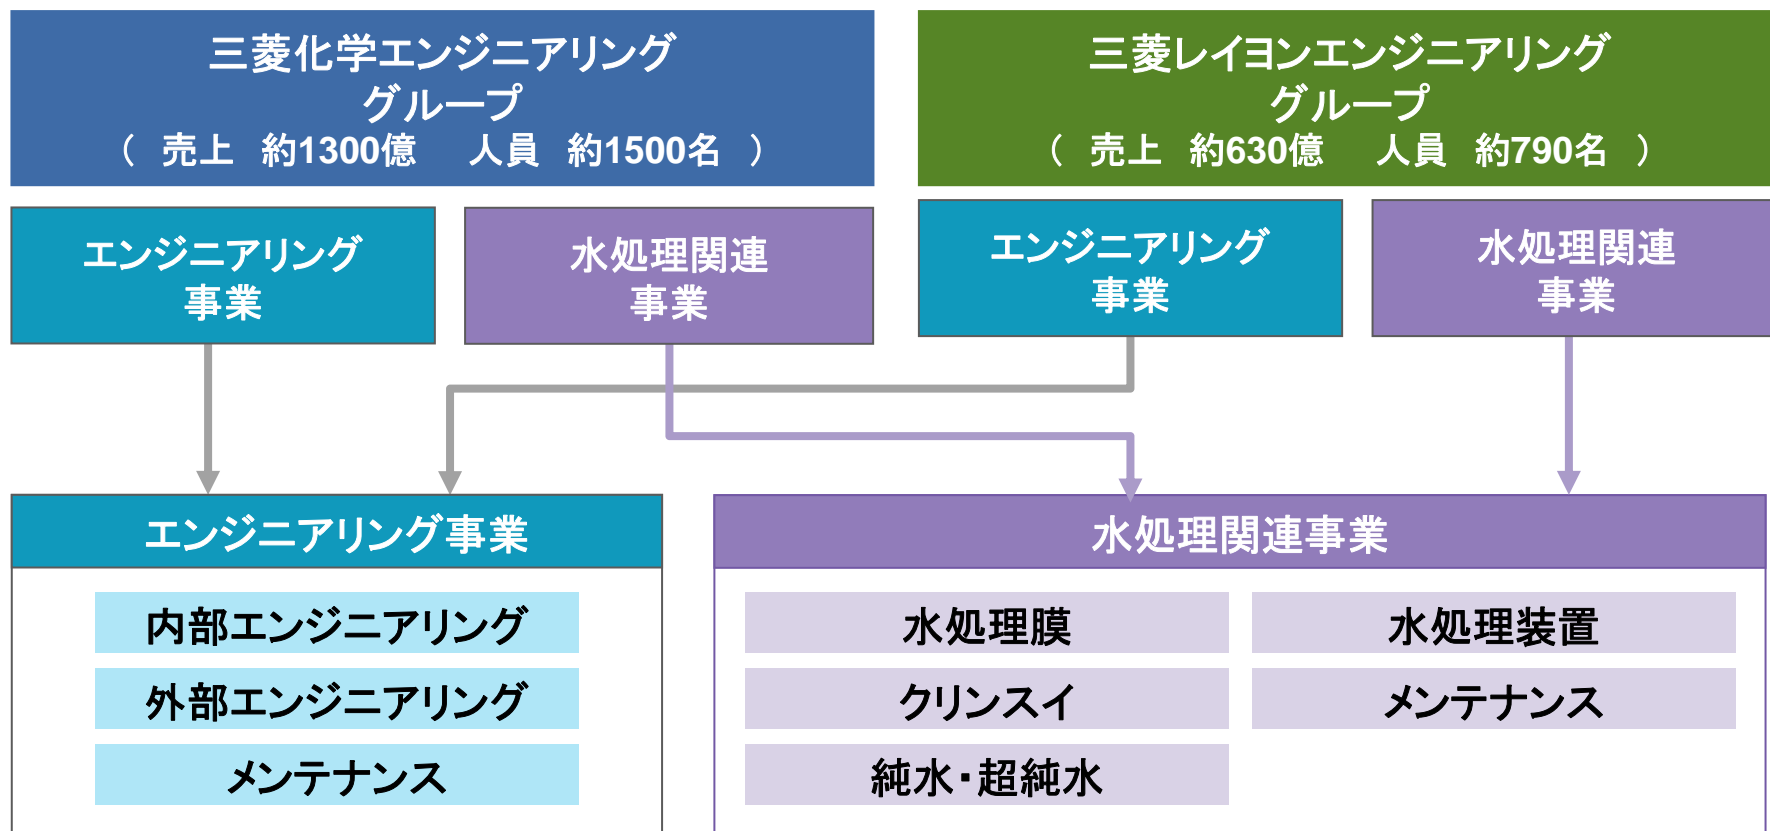 三菱化学エンジニアリング
グループ
（　売上　約1300億　　人員　約1500名　）
三菱レイヨンエンジニアリング
グループ
（　売上　約630億　　人員　約790名　）
エンジニアリング
事業
水処理関連
事業
エンジニアリング
事業
水処理関連
事業
エンジニアリング事業
内部エンジニアリング
外部エンジニアリング
メンテナンス
水処理関連事業
水処理膜
水処理装置
クリンスイ
メンテナンス
純水・超純水